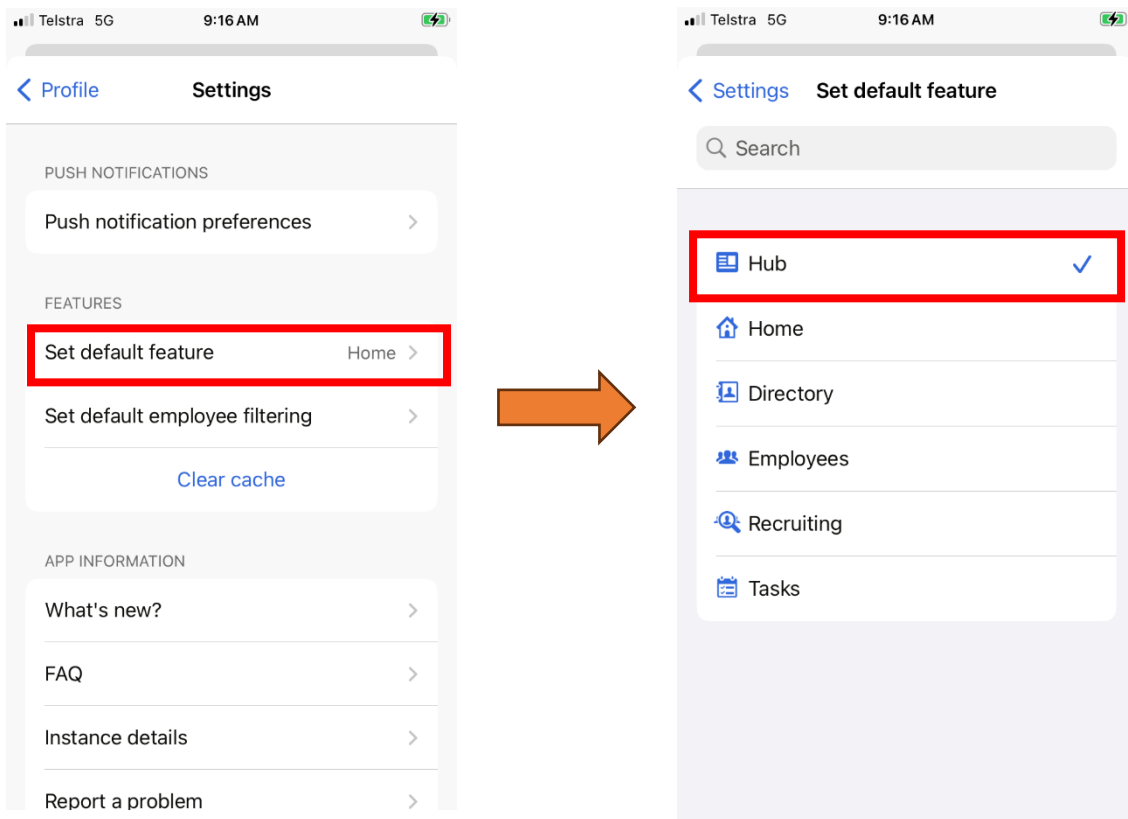 Telstra 5G 9:16 AM
Profile Settings
PUSH NOTIFICATIONS
Push notification preferences
FEATURES
Set default feature Home
Set default employee filtering
Clear cache
APP INFORMATION
What's new?
FAQ
Instance details
Report a problem
Telstra 5G 9:16 AM
Settings Set default feature
Search
Hub
Home
Directory
Employees
Recruiting
Tasks